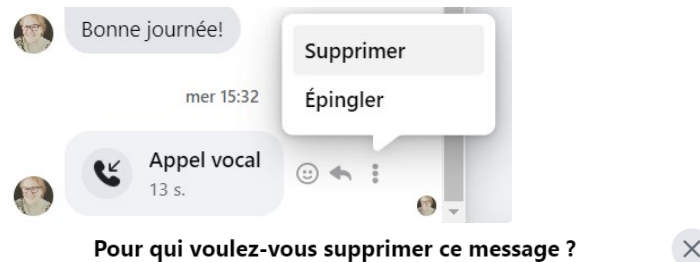 Bonne journée!
Supprimer
mer 15:32
Épingler
Appel vocal
13 s.
Pour qui voulez-vous supprimer ce message ?